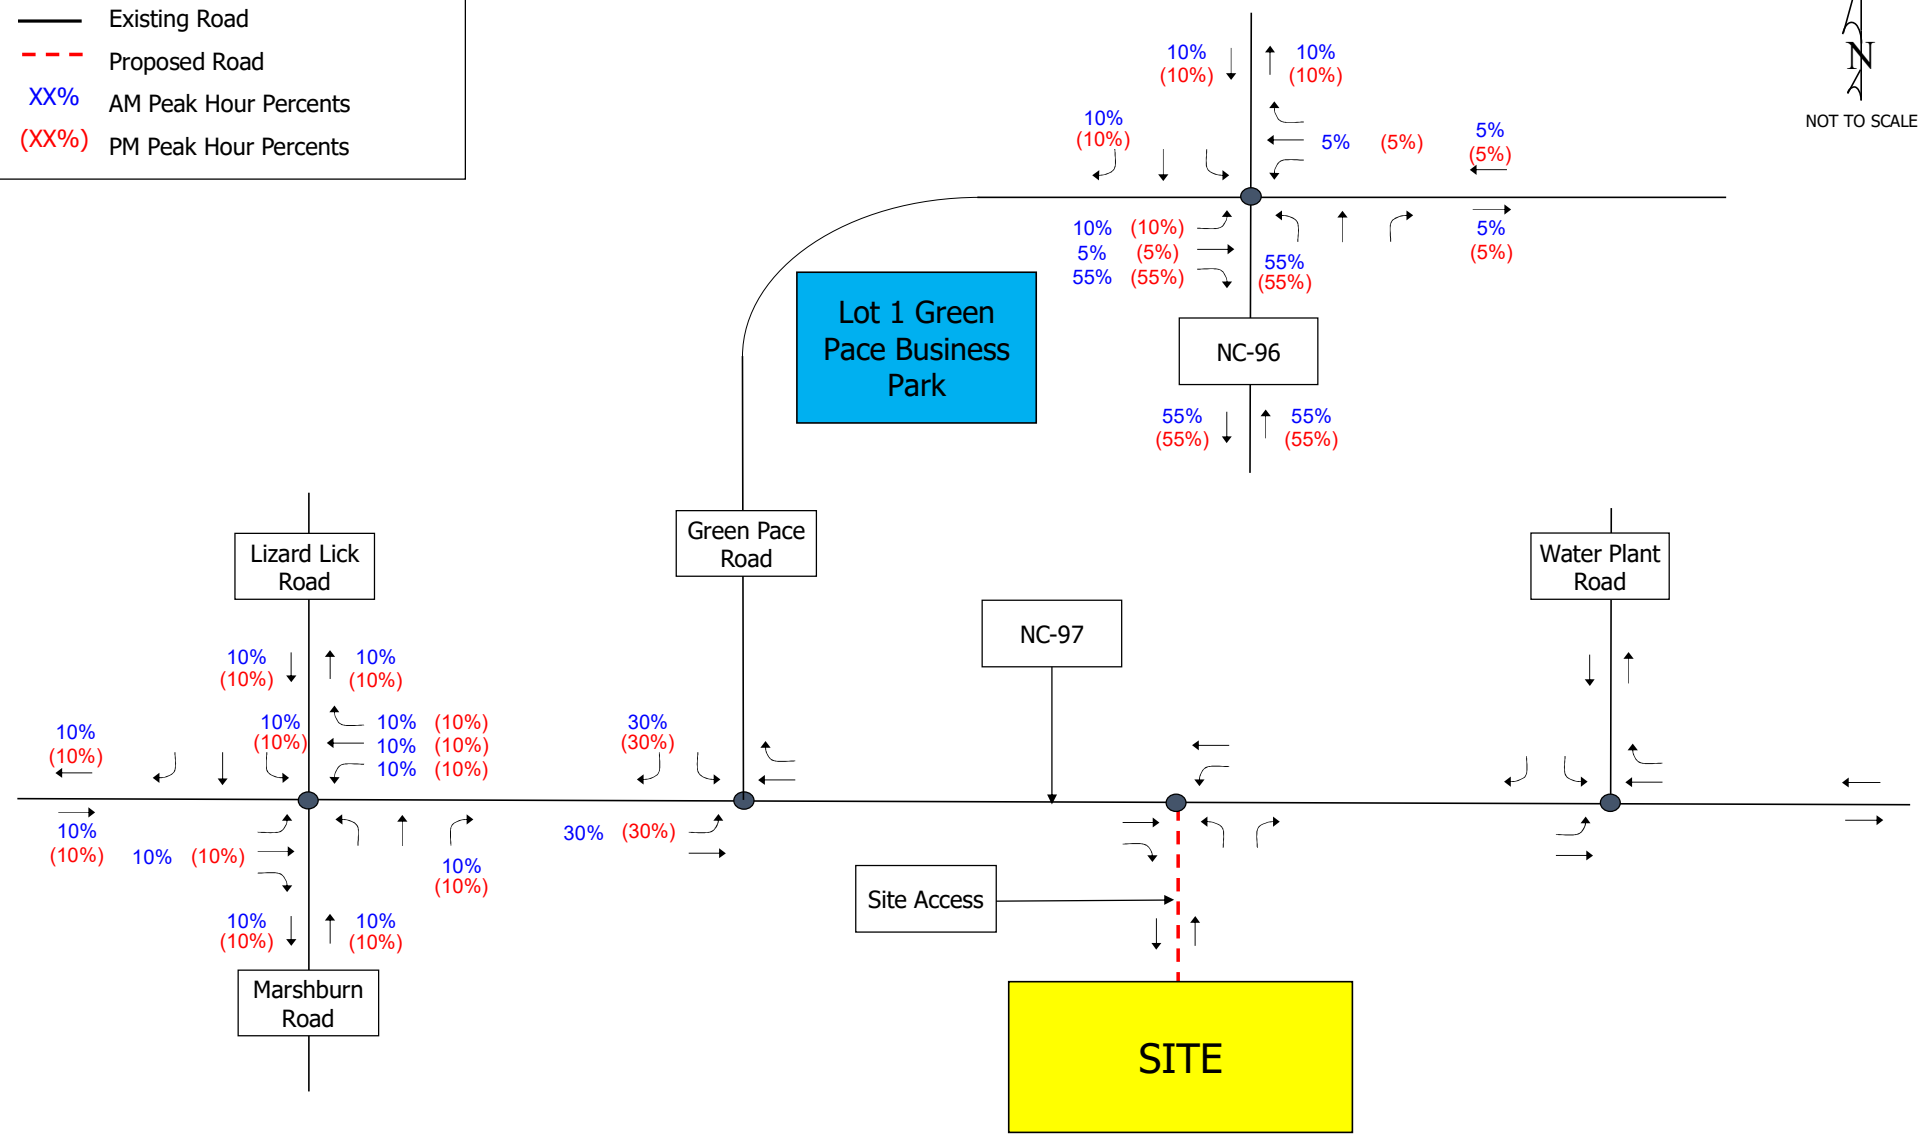 Existing Road
Proposed Road
XX% AM Peak Hour Percents
(XX%) PM Peak Hour Percents
N
NOT TO SCALE
10% 10%
(10%) (10%)
10%
(10%)
5% (5%)
5%
(5%)
10% (10%)
5% (5%)
55% (55%)
55%
(55%)
5%
(5%)
Lot 1 Green
Pace Business
Park
NC-96
55% 55%
(55%) (55%)
Lizard Lick
Road
Green Pace
Road
Water Plant
Road
NC-97
10% 10%
(10%) (10%)
10%
(10%)
10%
(10%)
10% (10%)
10% (10%)
10% (10%)
30%
(30%)
10%
(10%)
10% (10%)
30% (30%)
10%
(10%)
10% 10%
(10%) (10%)
Site Access
Marshburn
Road
SITE